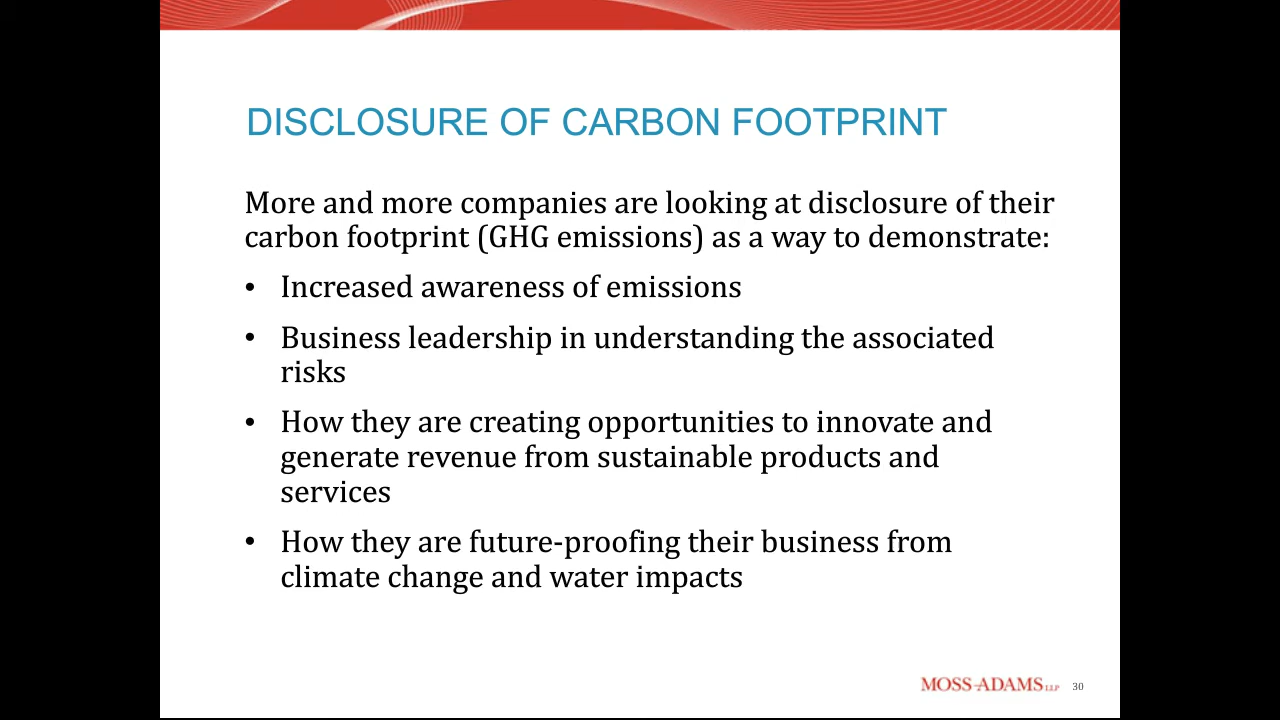 DISCLOSURE OF CARBON FOOTPRINT
More and more companies are looking at disclosure of their
carbon footprint (GHG emissions) as a way to demonstrate:
• Increased awareness of emissions
• Business leadership in understanding the associated
risks
• How they are creating opportunities to innovate and
generate revenue from sustainable products and
services
• How they are future-proofing their business from
climate change and water impacts
MOSS-ADAMS LLP 30